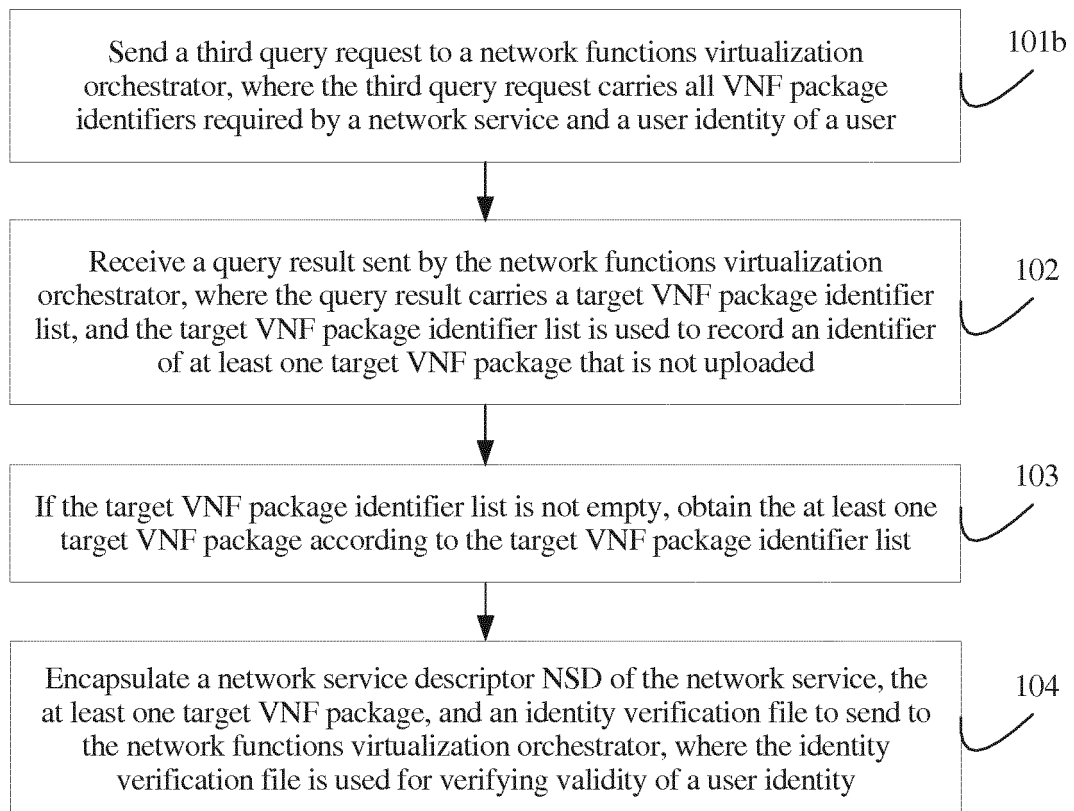 Send a third query request to a network functions virtualization
orchestrator, where the third query request carries all VNF package
identifiers required by a network service and a user identity of a user
101b
Receive a query result sent by the network functions virtualization
orchestrator, where the query result carries a target VNF package identifier
list, and the target VNF package identifier list is used to record an identifier
of at least one target VNF package that is not uploaded
102
If the target VNF package identifier list is not empty, obtain the at least one
target VNF package according to the target VNF package identifier list
103
Encapsulate a network service descriptor NSD of the network service, the
at least one target VNF package, and an identity verification file to send to
the network functions virtualization orchestrator, where the identity
verification file is used for verifying validity of a user identity
104